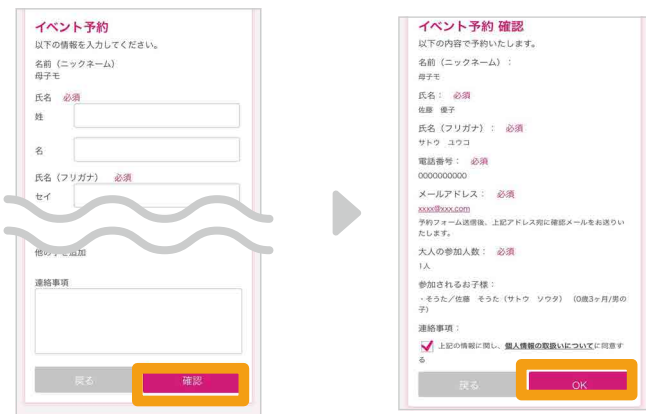 イベント予約
以下の情報を入力してください。
名前（ニックネーム）
母子モ
氏名 必須
姓
名
氏名（フリガナ） 必須
セイ
他の子を追加
連絡事項
戻る 確認
イベント予約 確認
以下の内容で予約いたします。
名前（ニックネーム）：
母子モ
氏名： 必須
佐藤 優子
氏名（フリガナ）： 必須
サトウ ユウコ
電話番号： 必須
0000000000
メールアドレス： 必須
xxxx@xxx.com
予約フォーム送信後、上記アドレス宛に確認メールをお送りい
たします。
大人の参加人数： 必須
1人
参加されるお子様：
・そうた／佐藤 そうた（サトウ ソウタ）（0歳3ヶ月/男の
子）
連絡事項：
上記の情報に関し、個人情報の取扱いについてに同意す
る
戻る OK